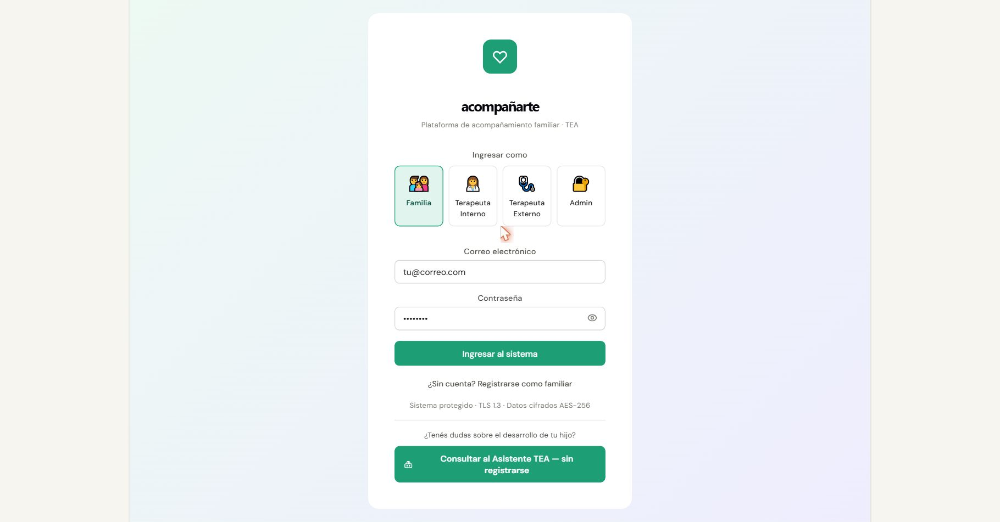 acompañarte
Plataforma de acompañamiento familiar · TEA
Ingresar como
Familia
Terapeuta
Interno
Terapeuta
Externo
Admin
Correo electrónico
tu@correo.com
Contraseña
••••••••
Ingresar al sistema
¿Sin cuenta? Registrarse como familiar
Sistema protegido · TLS 1.3 · Datos cifrados AES-256
¿Tenés dudas sobre el desarrollo de tu hijo?
Consultar al Asistente TEA — sin
registrarse